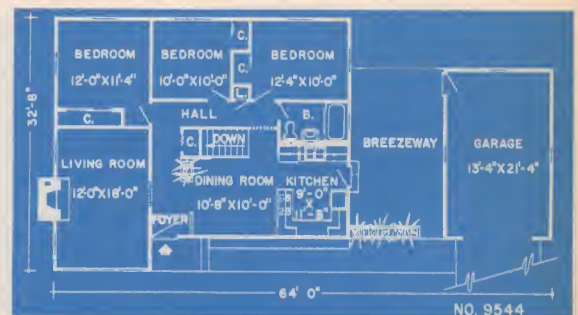 BEDROOM
12'-0"X11'-4"
BEDROOM
10'-0"X10'-0"
C.
C.
L.
BEDROOM
12'-4"X10'-0"
32'-8"
C.
HALL
B.
C.
DOWN
BREEZEWAY
GARAGE
13'-4"X21'-4"
LIVING ROOM
12'-0"X18'-0"
DINING ROOM
10'-8"X10'-0"
KITCHEN
9'-0"
X
FOYER
64' 0"
NO. 9544